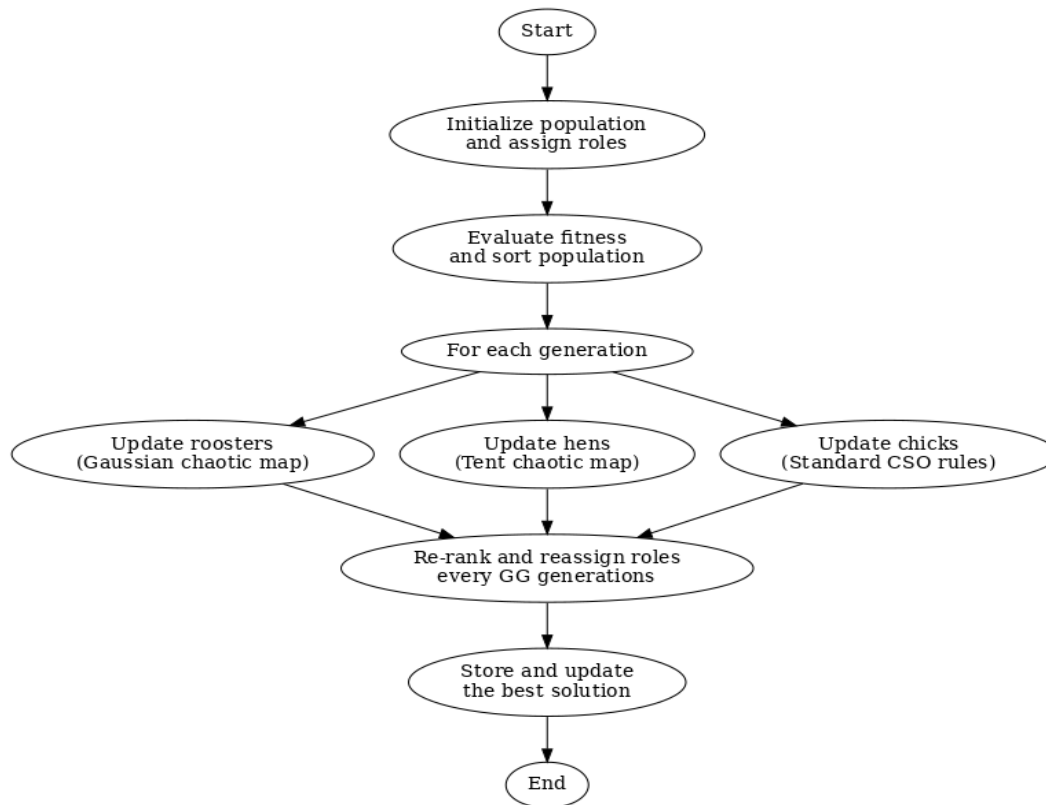 Start
Initialize population
and assign roles
Evaluate fitness
and sort population
For each generation
Update roosters
(Gaussian chaotic map)
Update hens
(Tent chaotic map)
Update chicks
(Standard CSO rules)
Re-rank and reassign roles
every GG generations
Store and update
the best solution
End